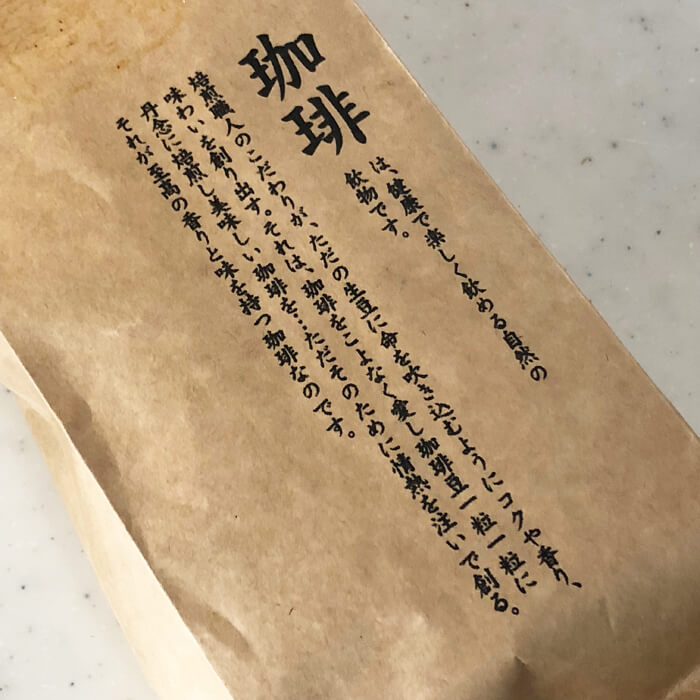 珈琲
は、健康で楽しく飲める自然の
飲物です。
焙煎職人のこだわりが、ただの生豆に命を吹き込むようにコクや香り、
味わいを創り出す。それは、珈琲をこよなく愛し珈琲豆一粒一粒に
丹念に焙煎し美味しい珈琲を…ただそのために情熱を注いで創る。
それが至高の香りと味を持つ珈琲なのです。